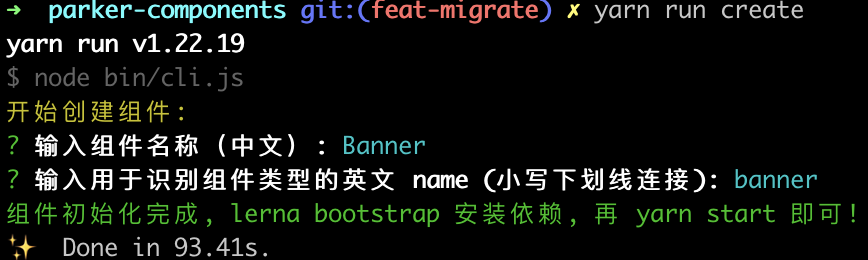 ➜  parker-components git:(feat-migrate) ✗ yarn run create
yarn run v1.22.19
$ node bin/cli.js
开始创建组件:
? 输入组件名称（中文）: Banner
? 输入用于识别组件类型的英文 name (小写下划线连接): banner
组件初始化完成, lerna bootstrap 安装依赖, 再 yarn start 即可!
✨  Done in 93.41s.